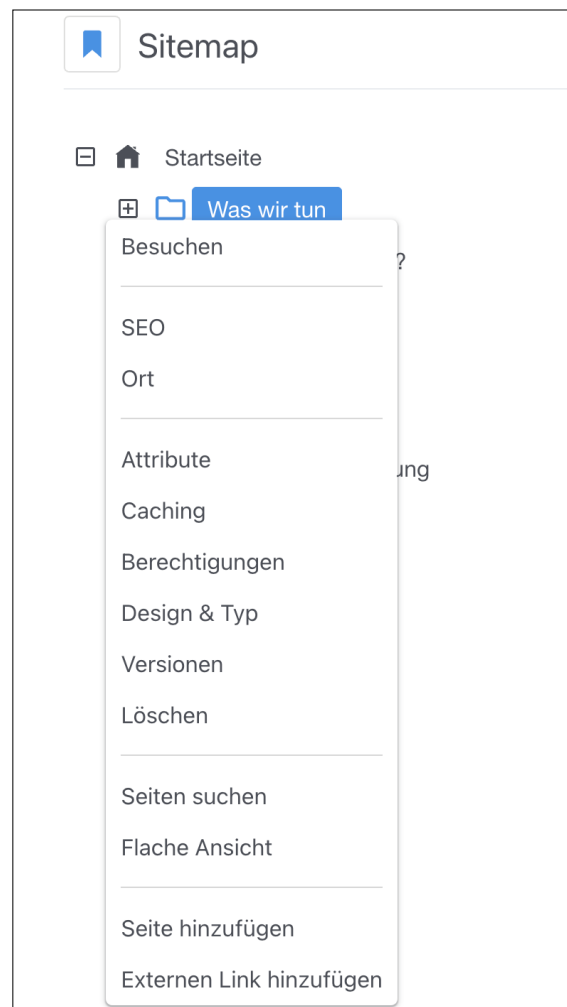 Sitemap
Startseite
Was wir tun
Besuchen
?
SEO
Ort
Attribute
ung
Caching
Berechtigungen
Design & Typ
Versionen
Löschen
Seiten suchen
Flache Ansicht
Seite hinzufügen
Externen Link hinzufügen